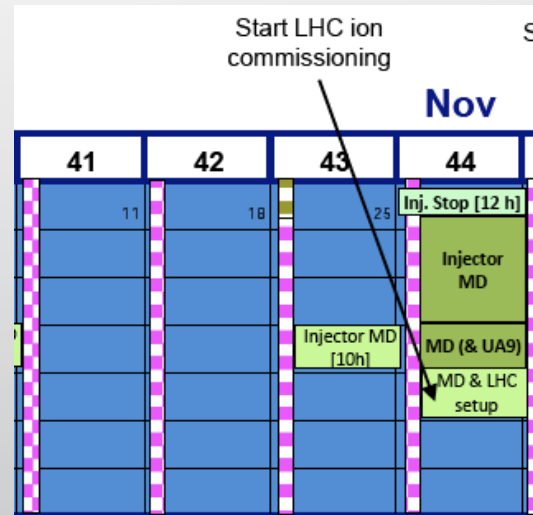 Start LHC ion
commissioning
S
Nov
41 42 43 44
11 18 25
Inj. Stop [12 h]
Injector
MD
Injector MD
[10h]
MD (& UA9)
MD & LHC
setup